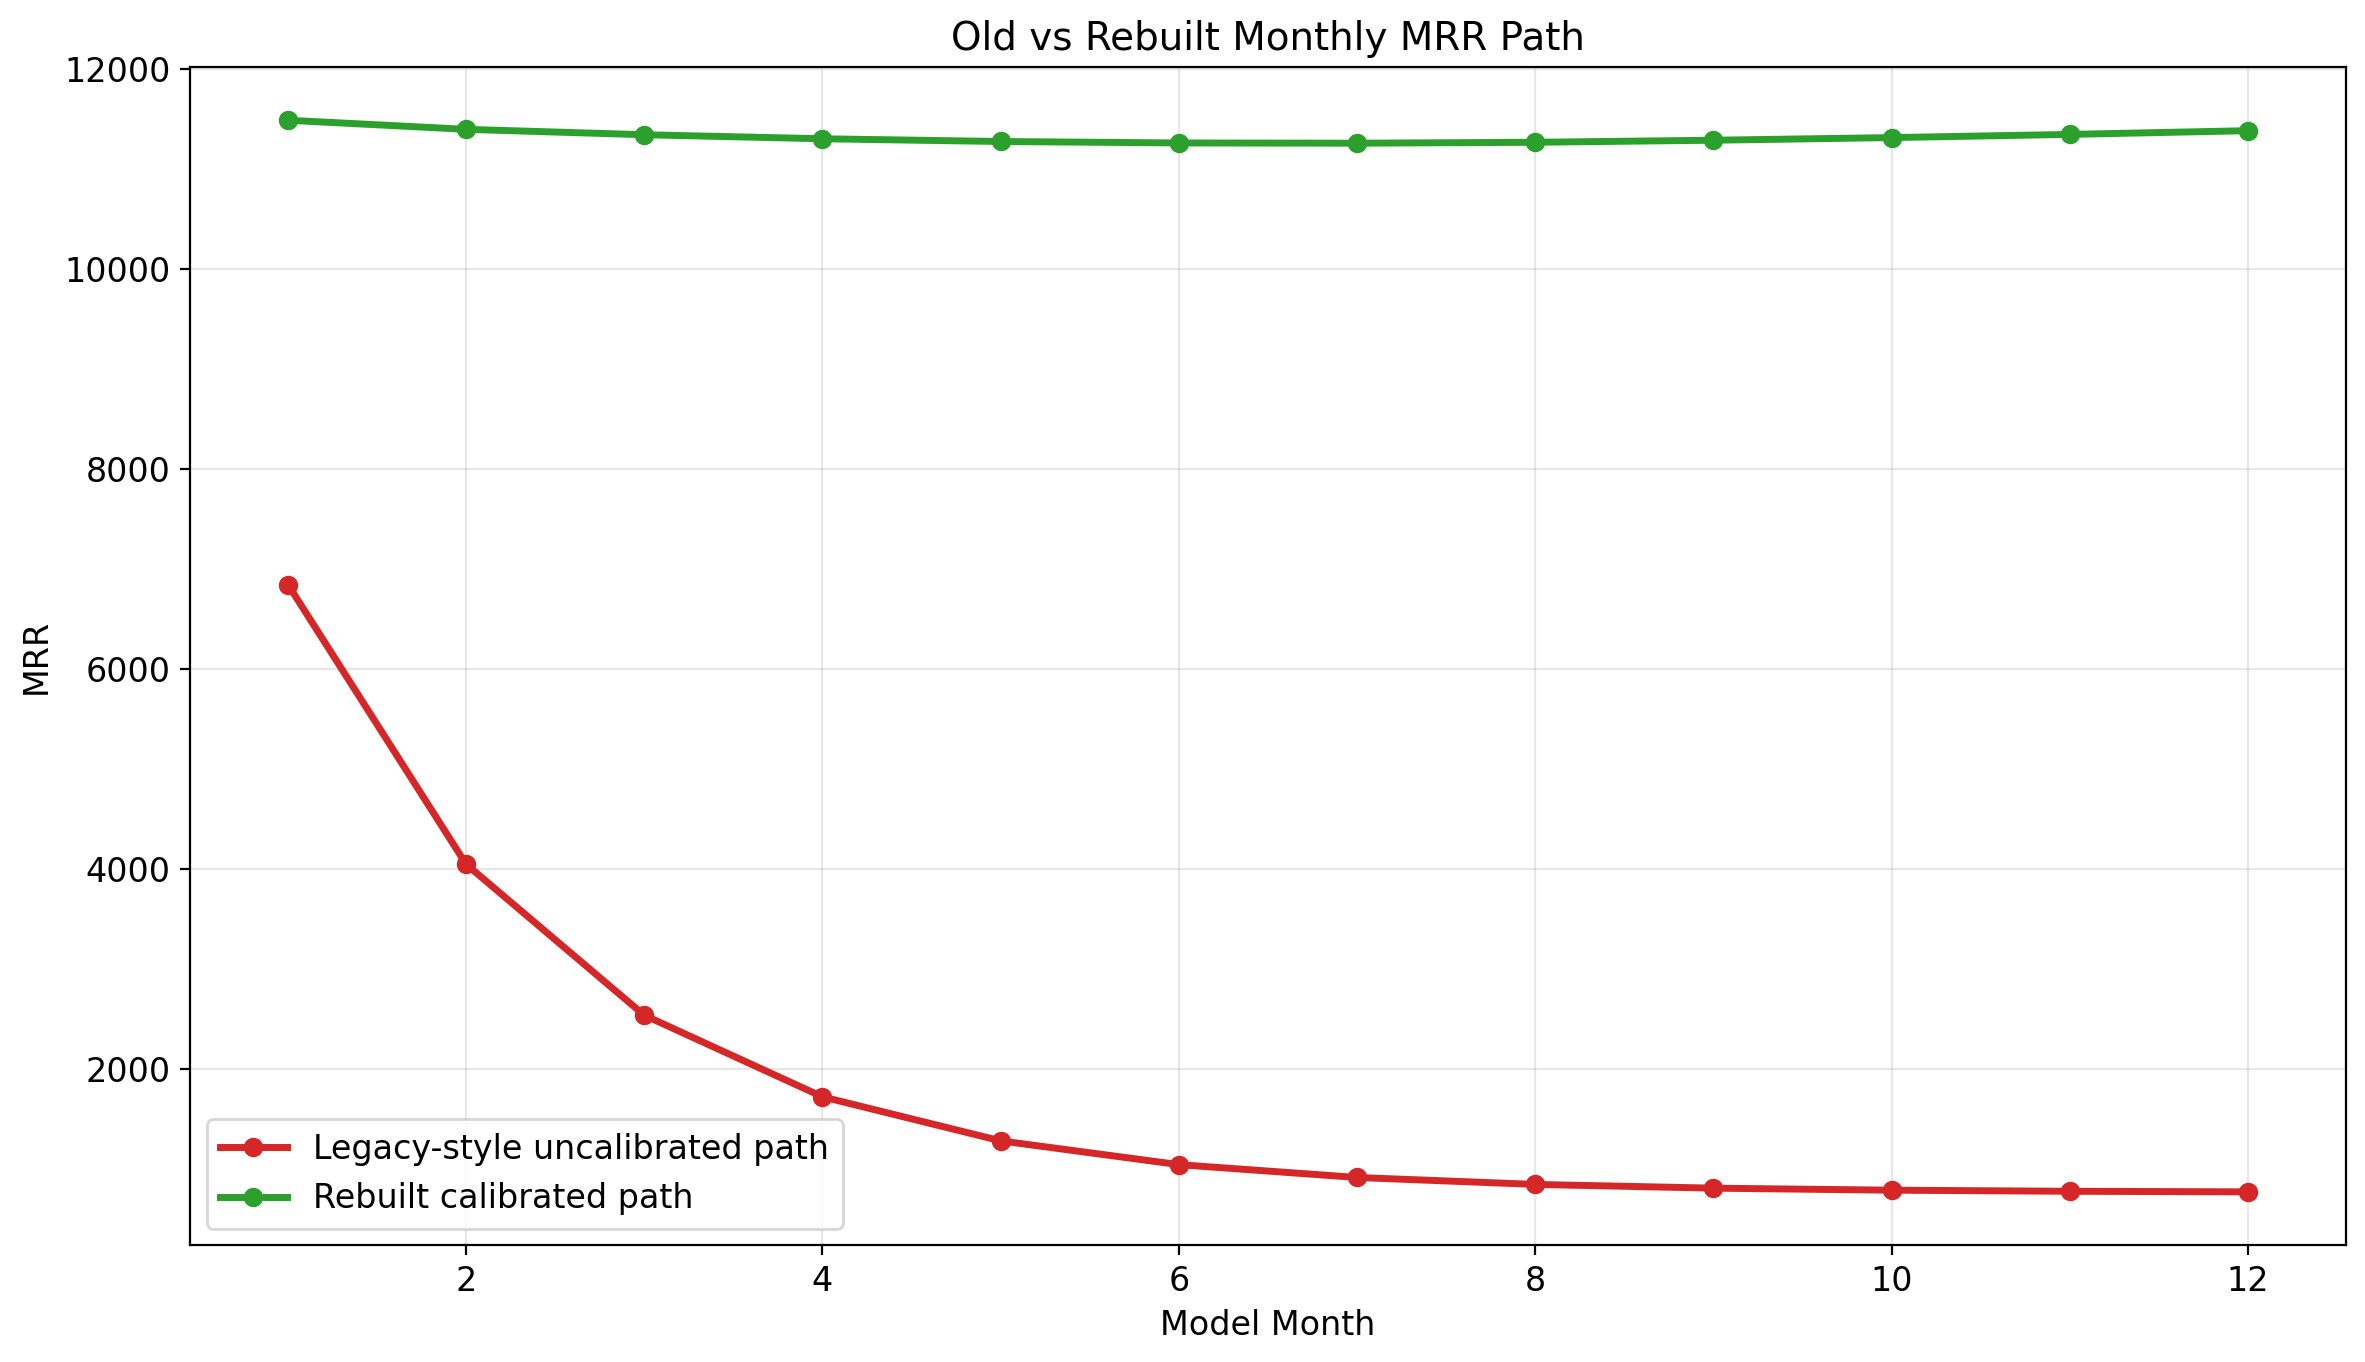 Old vs Rebuilt Monthly MRR Path
12000
10000
8000
6000
4000
2000
MRR
Legacy-style uncalibrated path
Rebuilt calibrated path
2 4 6 8 10 12
Model Month